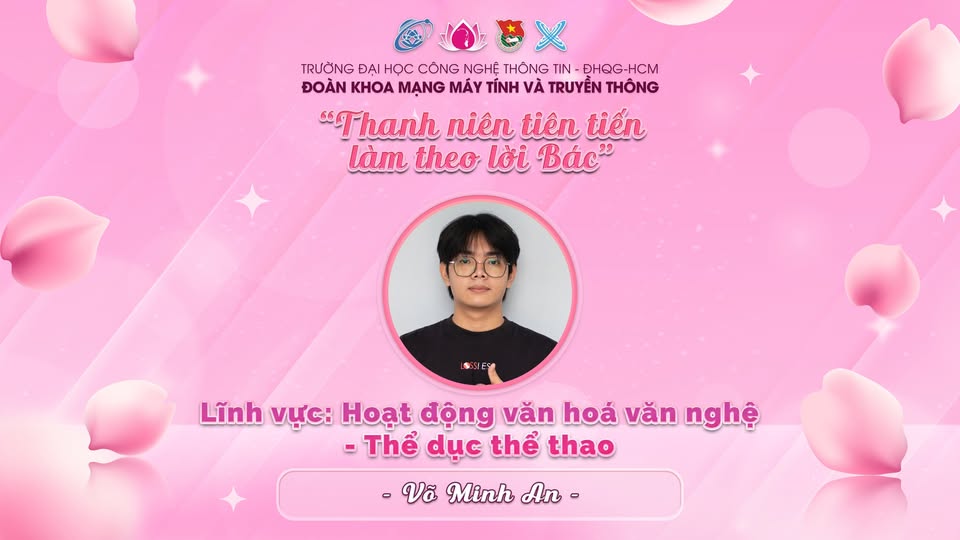 TRƯỜNG ĐẠI HỌC CÔNG NGHỆ THÔNG TIN - ĐHQG-HCM
ĐOÀN KHOA MẠNG MÁY TÍNH VÀ TRUYỀN THÔNG
“Thanh niên tiên tiến
làm theo lời Bác”
LOSSLESS
Lĩnh vực: Hoạt động văn hoá văn nghệ
- Thể dục thể thao
- Võ Minh An -